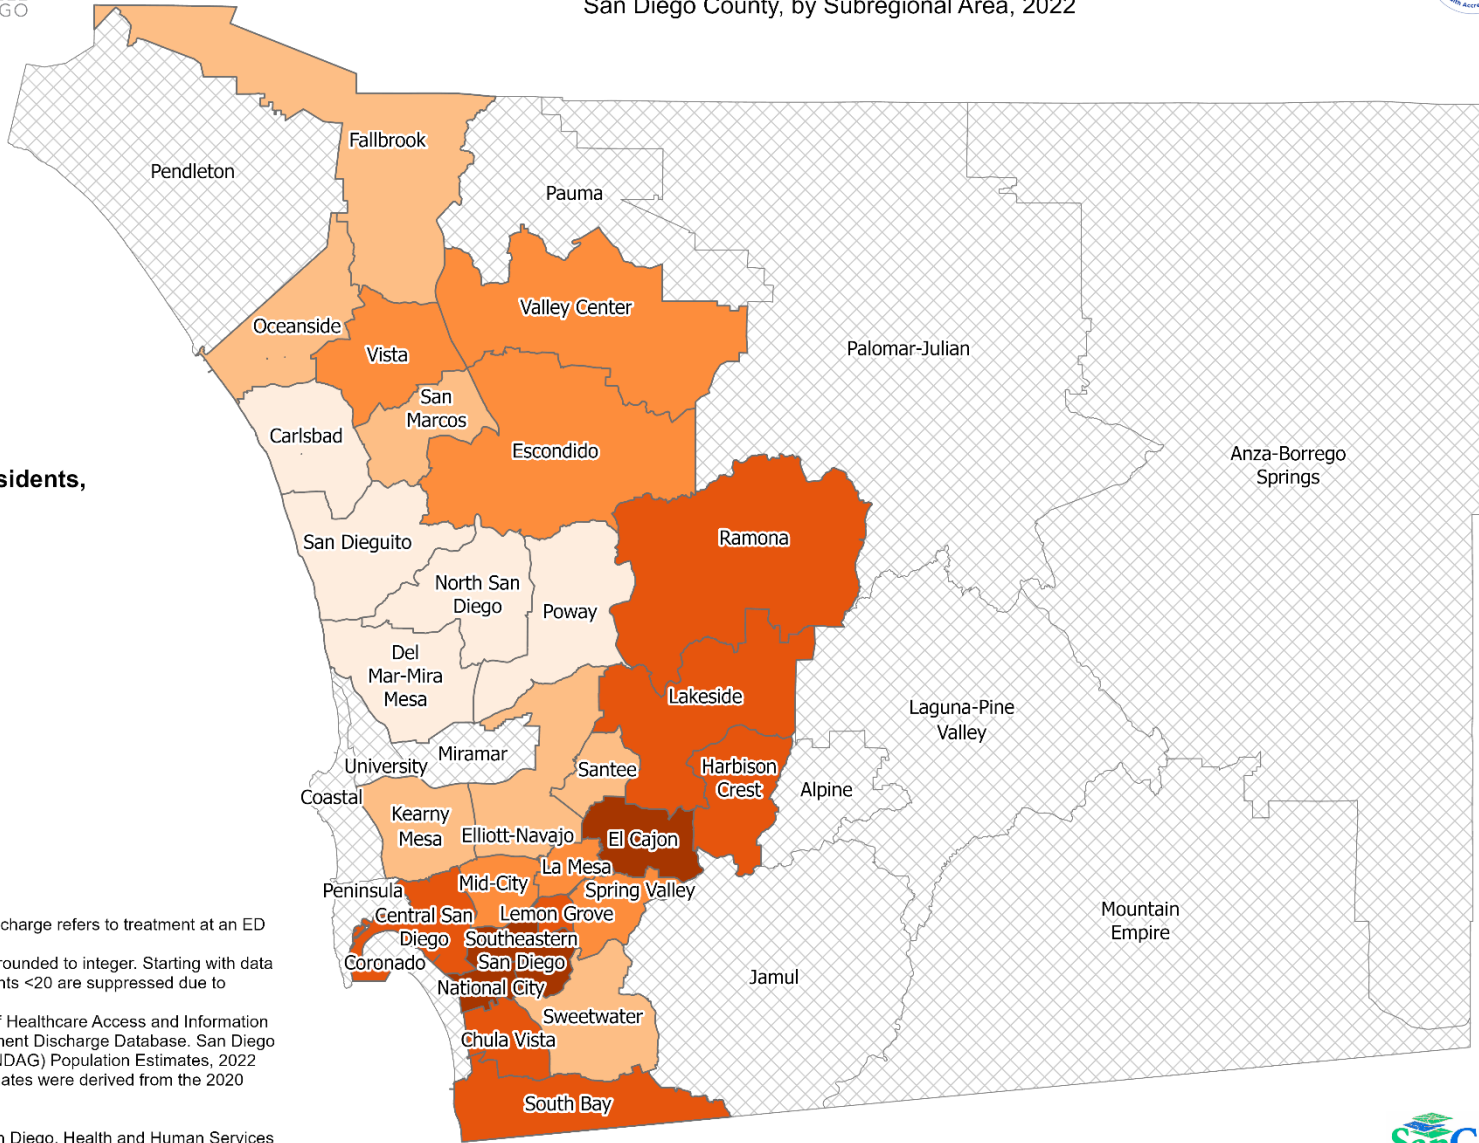 GO
San Diego County, by Subregional Area, 2022
Fallbrook
Pendleton
Pauma
Valley Center
Oceanside
Vista
Palomar-Julian
San
Marcos
Carlsbad
Escondido
Anza-Borrego
Springs
sidents,
Ramona
San Dieguito
North San
Diego
Poway
Del
Mar-Mira
Mesa
Lakeside
Laguna-Pine
Valley
Miramar
University
Santee
Harbison
Crest
Alpine
Coastal
Kearny
Mesa
Elliott-Navajo
El Cajon
La Mesa
Mid-City
Spring Valley
Peninsula
Central San
Diego
Lemon Grove
Mountain
Empire
Southeastern
San Diego
Coronado
National City
Jamul
Sweetwater
Chula Vista
South Bay
charge refers to treatment at an ED
rounded to integer. Starting with data
nts <20 are suppressed due to
f Healthcare Access and Information
nent Discharge Database. San Diego
NDAG) Population Estimates, 2022
ates were derived from the 2020
n Diego, Health and Human Services